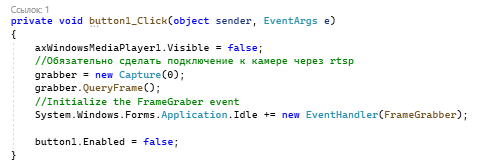 Ссылок: 1
private void button1_Click(object sender, EventArgs e)
{
axWindowsMediaPlayer1.Visible = false;
//Обязательно сделать подключение к камере через rtsp
grabber = new Capture(0);
grabber.QueryFrame();
//Initialize the FrameGraber event
System.Windows.Forms.Application.Idle += new EventHandler(FrameGrabber);
button1.Enabled = false;
}